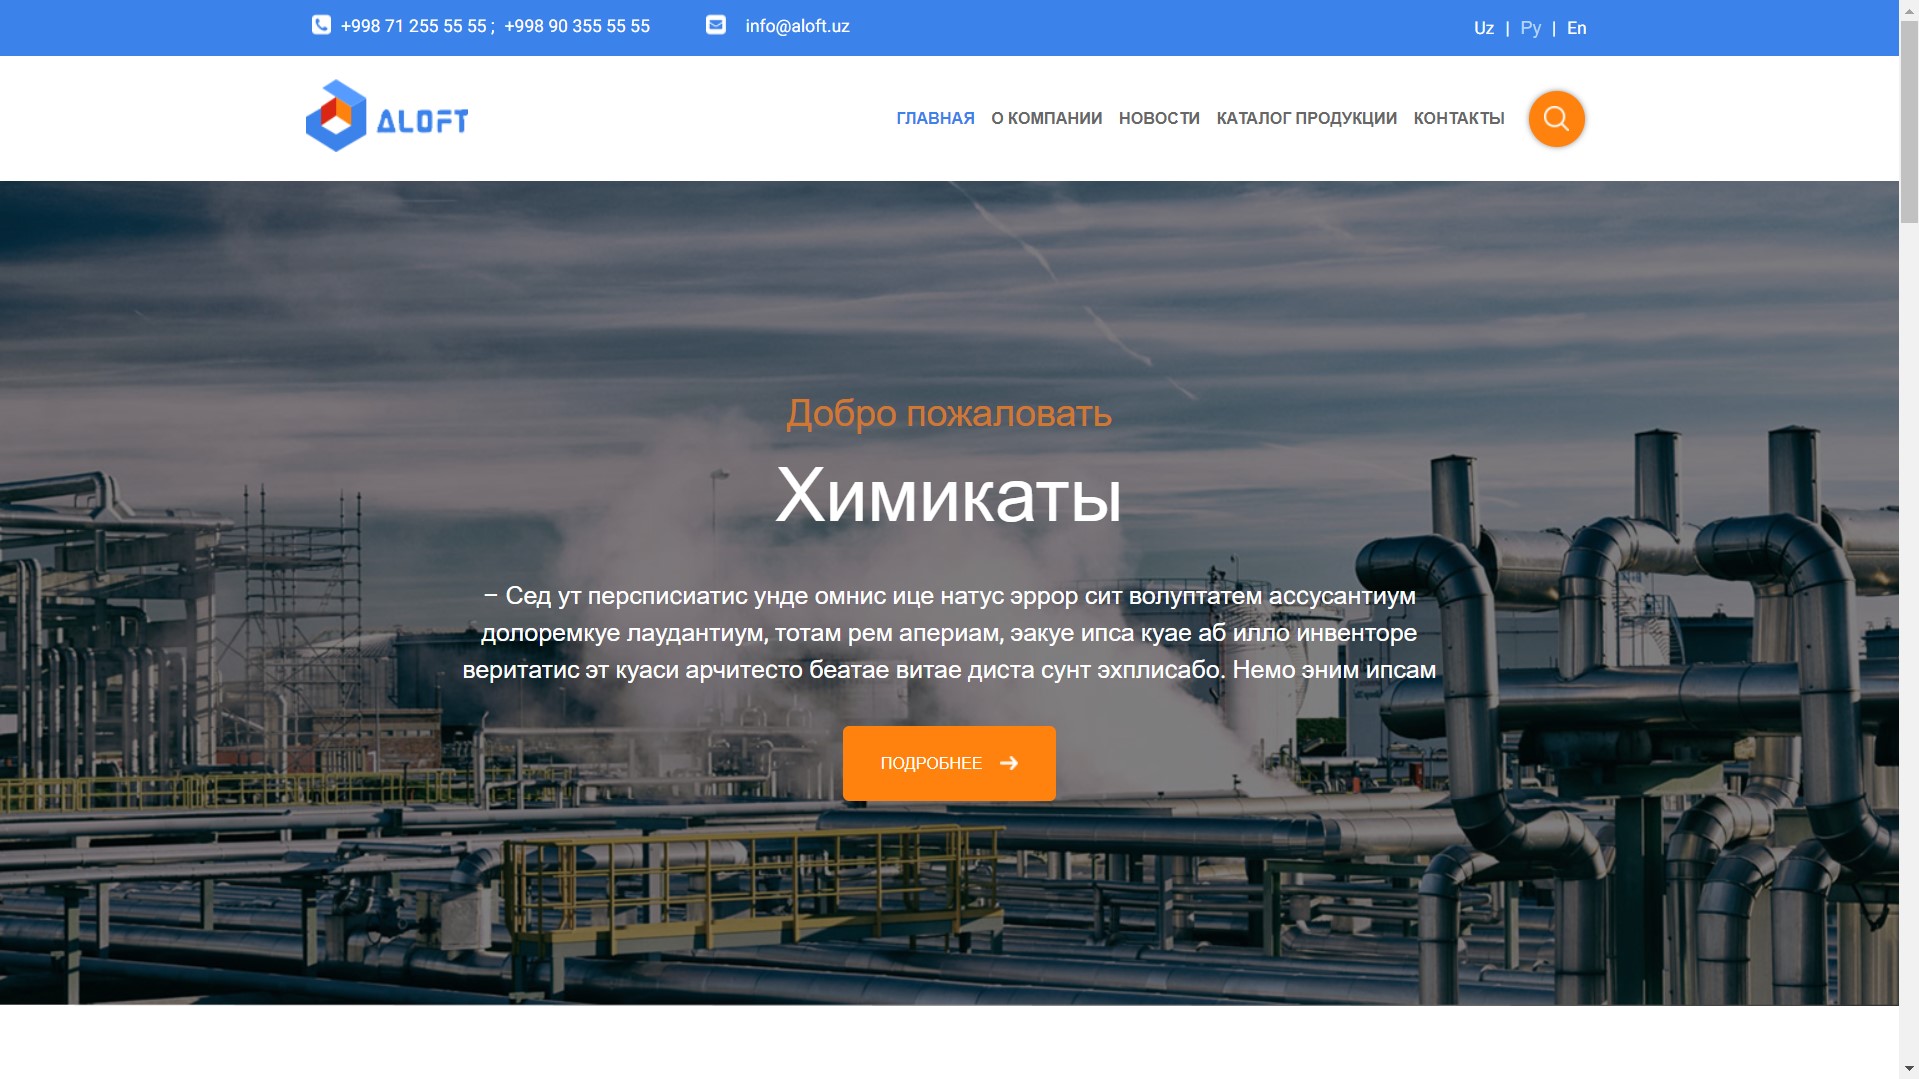 +998 71 255 55 55 ; +998 90 355 55 55
info@aloft.uz
Uz | Ру | En
ALOFT
ГЛАВНАЯ О КОМПАНИИ НОВОСТИ КАТАЛОГ ПРОДУКЦИИ КОНТАКТЫ
Добро пожаловать
Химикаты
– Сед ут перспсиатис унде омнис ице натус эррор сит волуптатем ассусантиум
долоремкуе лаудантиум, тотам рем апериам, эакуе ипса куае аб илло инвенторе
веритатис эт куаси арчитесто беатае витае диста сунт эхплисабо. Немо эним ипсам
ПОДРОБНЕЕ